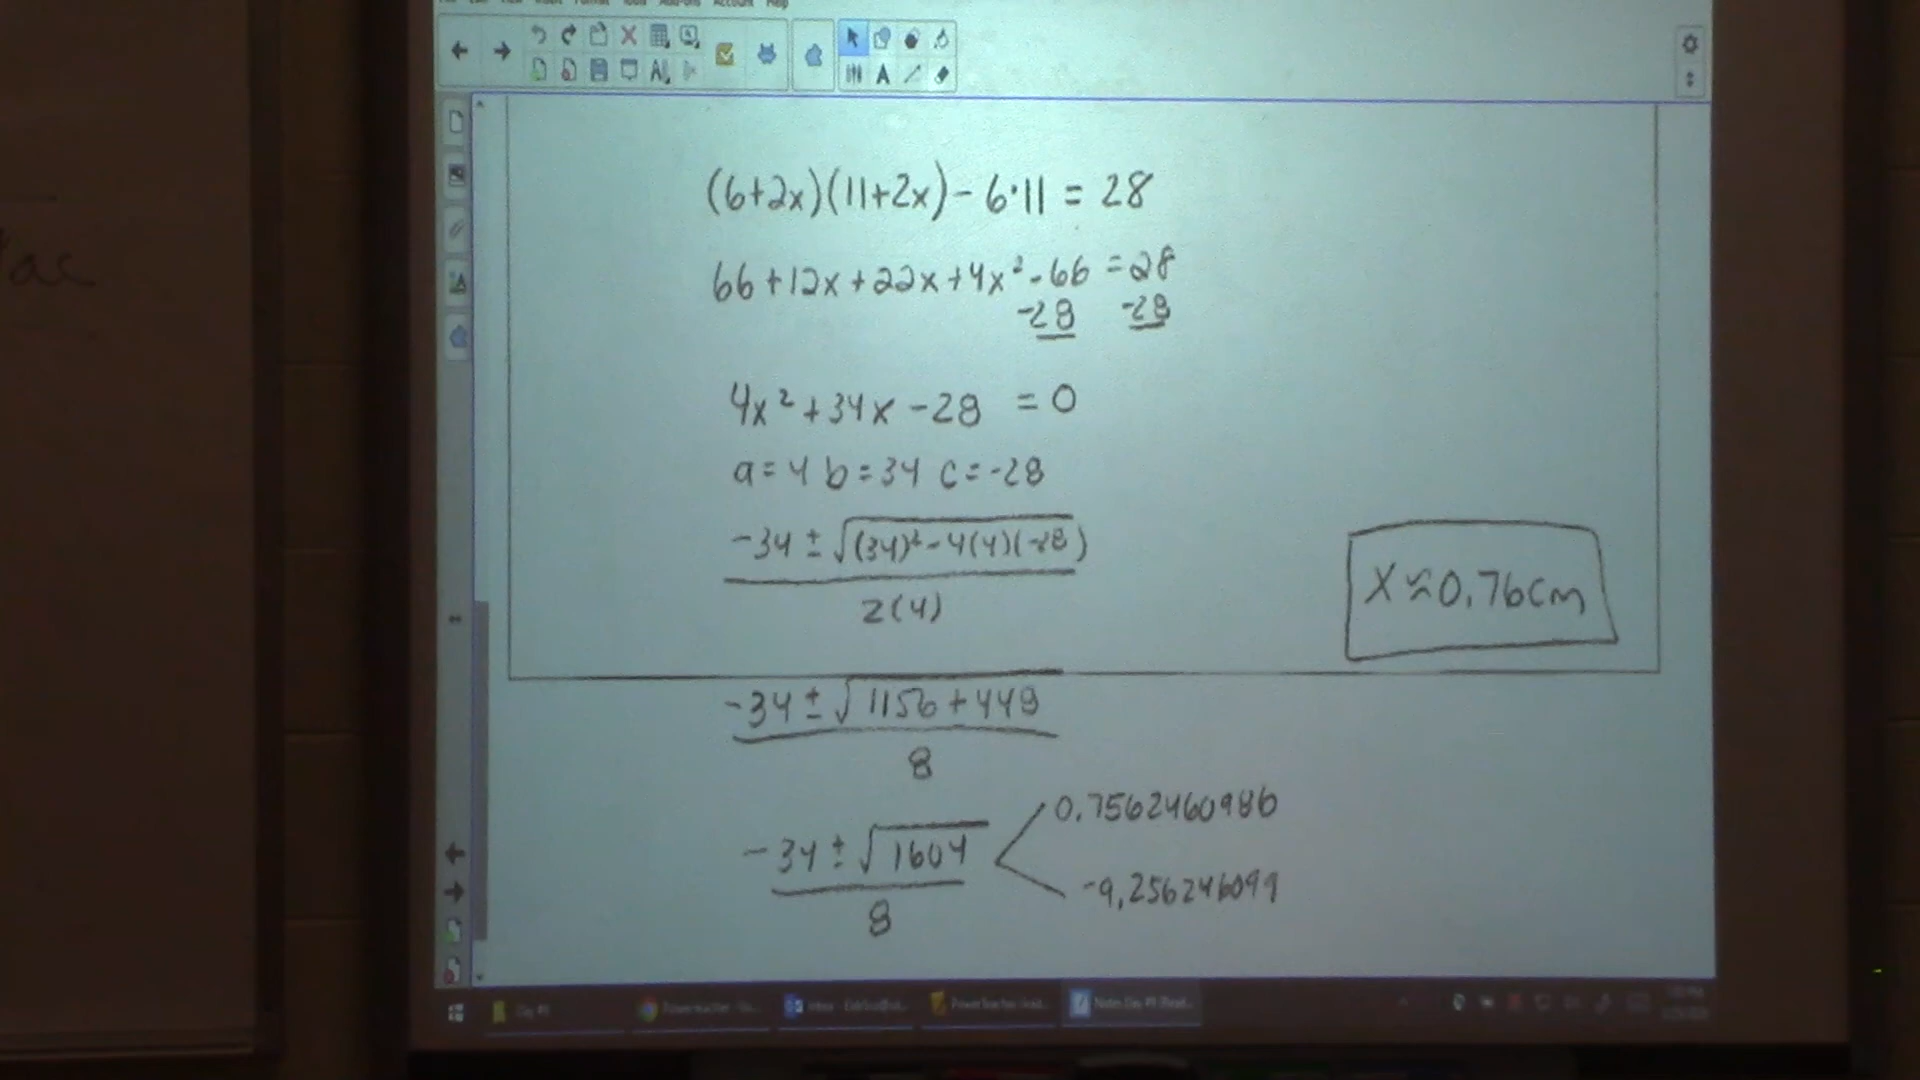 (6+2x)(11+2x) - 6·11 = 28
66+12x+22x+4x²-66 = 28
-28 -28
4x²+34x-28 = 0
a=4 b=34 c=-28
-34 ± √(34)²-4(4)(-28)
2(4)
x≈0.76cm
-34 ± √1156+448
8
-34 ± √1604
8
0.7562460986
-9.256246099
ac